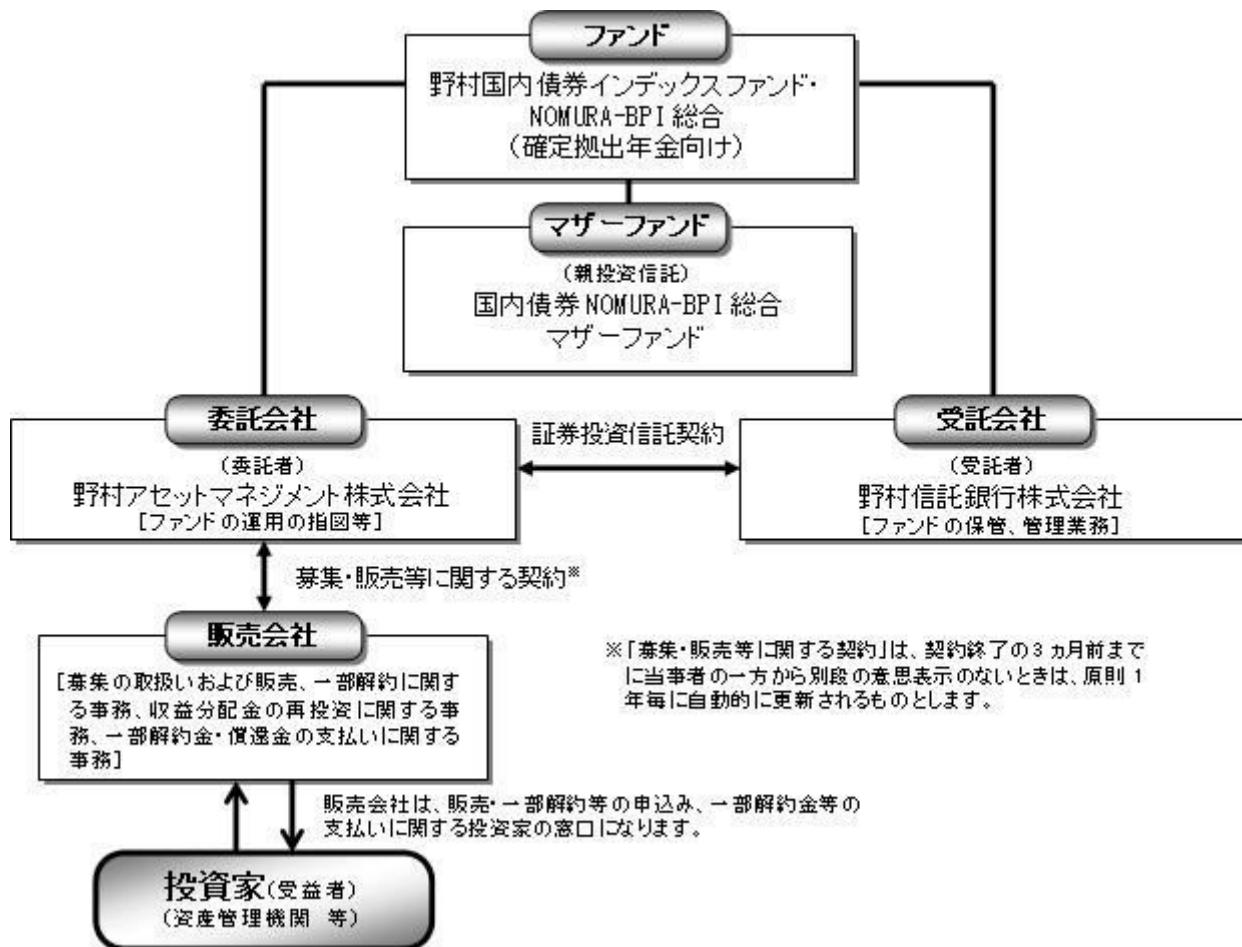 ファンド
野村国内債券インデックスファンド・
NOMURA-BPI 総合
(確定拠出年金向け)
マザーファンド
(親投資信託)
国内債券 NOMURA-BPI 総合
マザーファンド
委託会社
(委託者)
野村アセットマネジメント株式会社
[ファンドの運用の指図等]
証券投資信託契約
受託会社
(受託者)
野村信託銀行株式会社
[ファンドの保管、管理業務]
募集・販売等に関する契約※
販売会社
[募集の取扱いおよび販売、一部解約に関す
る事務、収益分配金の再投資に関する事
務、一部解約金・償還金の支払いに関する
事務]
※「募集・販売等に関する契約」は、契約終了の3ヵ月前まで
に当事者の一方から別段の意思表示のないときは、原則1
年毎に自動的に更新されるものとします。
販売会社は、販売・一部解約等の申込み、一部解約金等の
支払いに関する投資家の窓口になります。
投資家(受益者)
(資産管理機関 等)